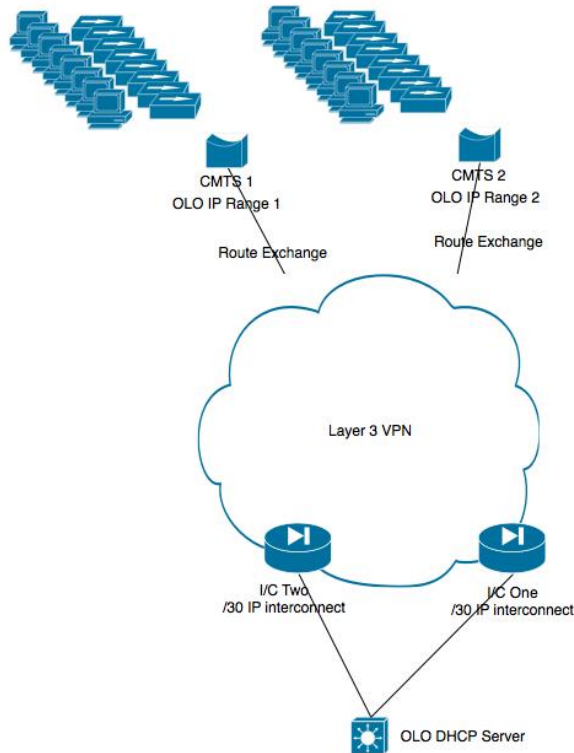 CMTS 1
OLO IP Range 1
CMTS 2
OLO IP Range 2
Route Exchange
Route Exchange
Layer 3 VPN
I/C Two
/30 IP interconnect
I/C One
/30 IP interconnect
OLO DHCP Server